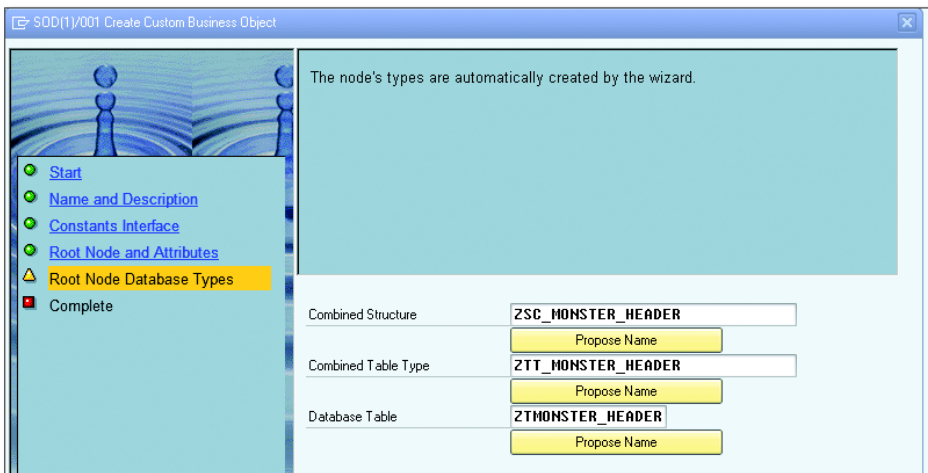 SOD(1)/001 Create Custom Business Object
The node's types are automatically created by the wizard.
Start
Name and Description
Constants Interface
Root Node and Attributes
Root Node Database Types
Complete
Combined Structure ZSC_MONSTER_HEADER
Propose Name
Combined Table Type ZTT_MONSTER_HEADER
Propose Name
Database Table ZTMONSTER_HEADER
Propose Name